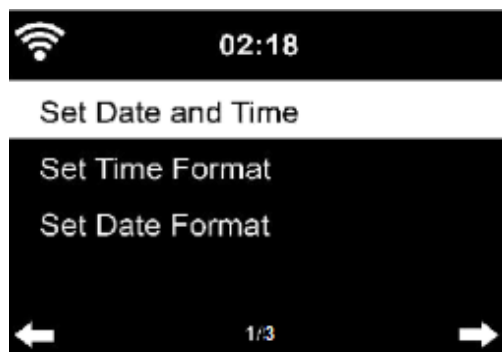 02:18
Set Date and Time
Set Time Format
Set Date Format
1/3